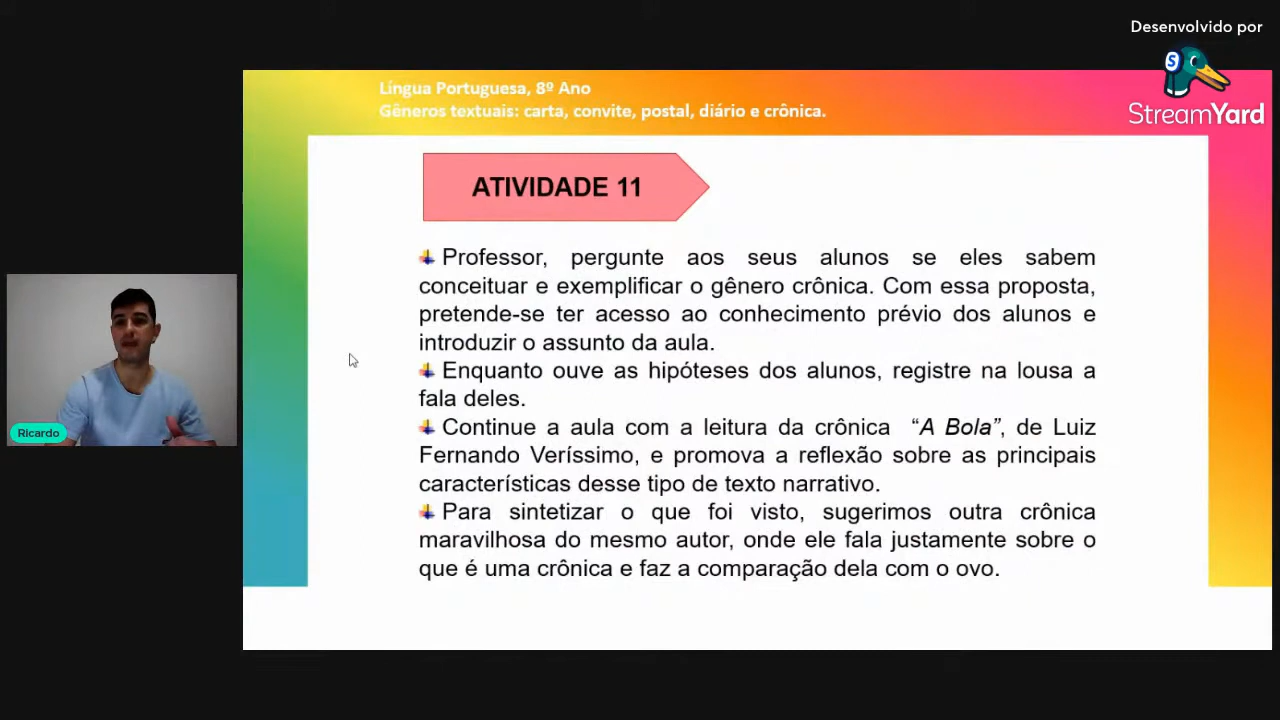 Desenvolvido por
StreamYard
Língua Portuguesa, 8º Ano
Gêneros textuais: carta, convite, postal, diário e crônica.
ATIVIDADE 11
Professor, pergunte aos seus alunos se eles sabem
conceituar e exemplificar o gênero crônica. Com essa proposta,
pretende-se ter acesso ao conhecimento prévio dos alunos e
introduzir o assunto da aula.
Enquanto ouve as hipóteses dos alunos, registre na lousa a
fala deles.
Continue a aula com a leitura da crônica “A Bola”, de Luiz
Fernando Veríssimo, e promova a reflexão sobre as principais
características desse tipo de texto narrativo.
Para sintetizar o que foi visto, sugerimos outra crônica
maravilhosa do mesmo autor, onde ele fala justamente sobre o
que é uma crônica e faz a comparação dela com o ovo.
Ricardo